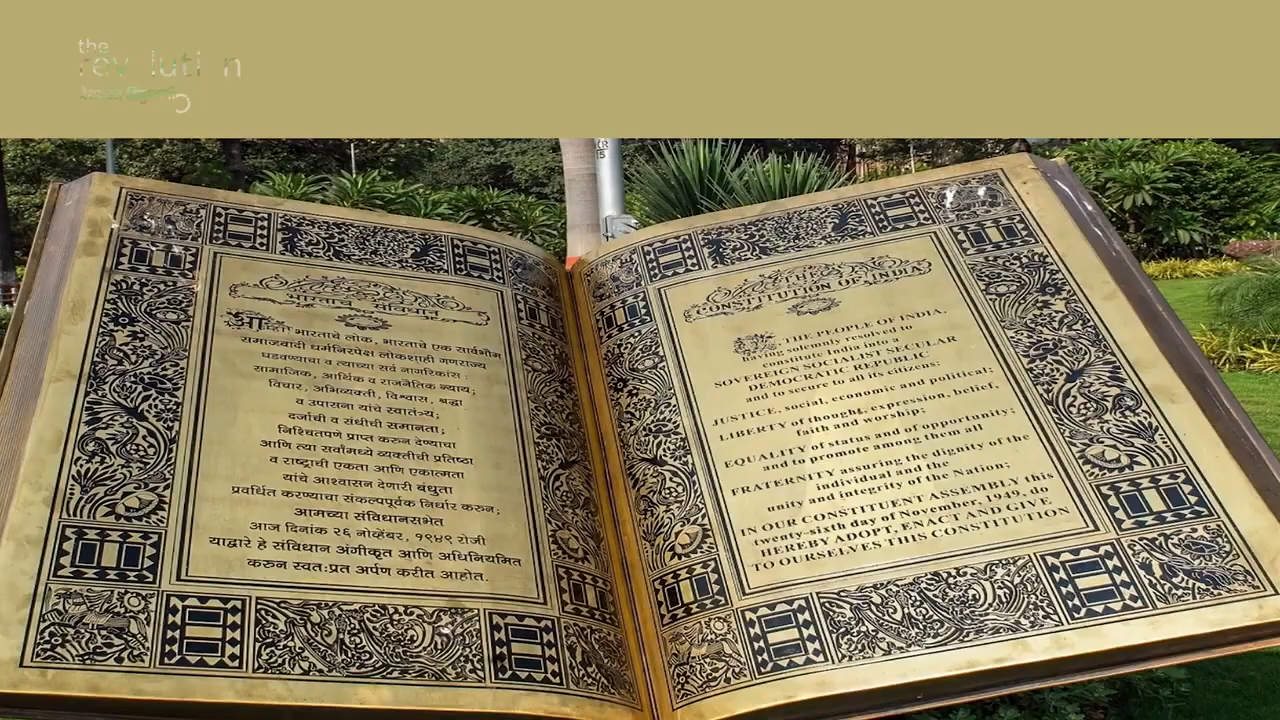 the
rev lution
KR
15
भारताचे
संविधान
आम्ही भारताचे लोक, भारताचे एक सार्वभौम
समाजवादी धर्मनिरपेक्ष लोकशाही गणराज्य
घडवण्याचा व त्याच्या सर्व नागरिकांस :
सामाजिक, आर्थिक व राजनैतिक न्याय;
विचार, अभिव्यक्ती, विश्वास, श्रद्धा
व उपासना यांचे स्वातंत्र्य;
दर्जाची व संधीची समानता;
निश्चितपणे प्राप्त करुन देण्याचा
आणि त्या सर्वांमध्ये व्यक्तीची प्रतिष्ठा
व राष्ट्राची एकता आणि एकात्मता
यांचे आश्वासन देणारी बंधुता
प्रवर्धित करण्याचा संकल्पपूर्वक निर्धार करुन;
आमच्या संविधानसभेत
आज दिनांक २६ नोव्हेंबर, १९४९ रोजी
याद्वारे हे संविधान अंगीकृत आणि अधिनियमित
करुन स्वतःप्रत अर्पण करीत आहोत.
THE
CONSTITUTION OF INDIA
WE THE PEOPLE OF INDIA,
having solemnly resolved to
constitute India into a
SOVEREIGN SOCIALIST SECULAR
DEMOCRATIC REPUBLIC
and to secure to all its citizens:
JUSTICE, social, economic and political;
LIBERTY of thought, expression, belief,
faith and worship;
EQUALITY of status and of opportunity;
and to promote among them all
FRATERNITY assuring the dignity of the
individual and the
unity and integrity of the Nation;
IN OUR CONSTITUENT ASSEMBLY this
twenty-sixth day of November, 1949, do
HEREBY ADOPT, ENACT AND GIVE
TO OURSELVES THIS CONSTITUTION